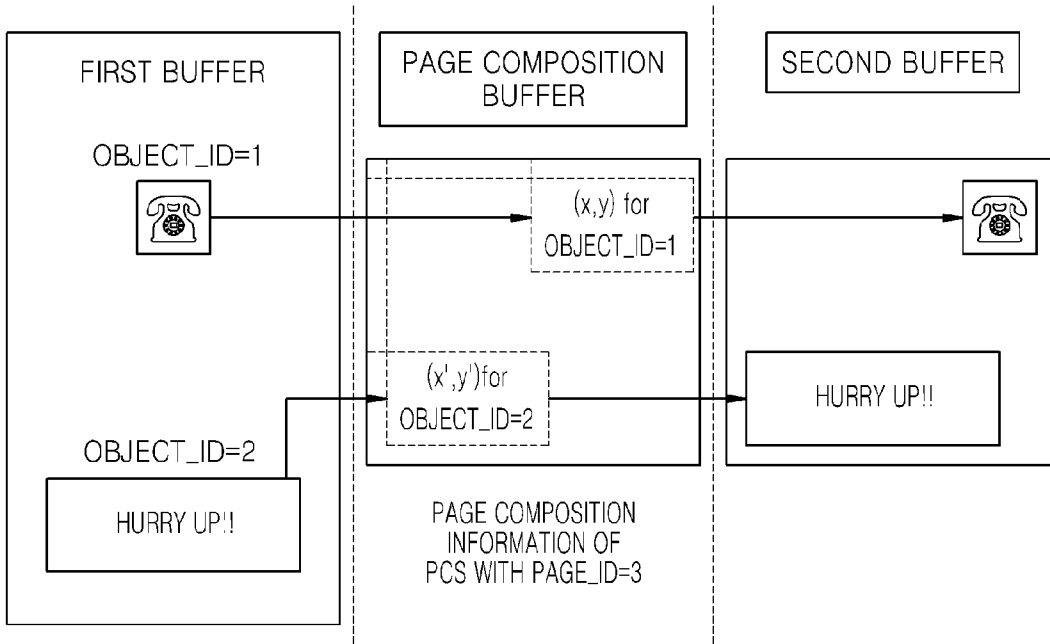 FIRST BUFFER
OBJECT_ID=1
OBJECT_ID=2
HURRY UP!!
PAGE COMPOSITION
BUFFER
(x,y) for
OBJECT_ID=1
(x',y')for
OBJECT_ID=2
PAGE COMPOSITION
INFORMATION OF
PCS WITH PAGE_ID=3
SECOND BUFFER
HURRY UP!!